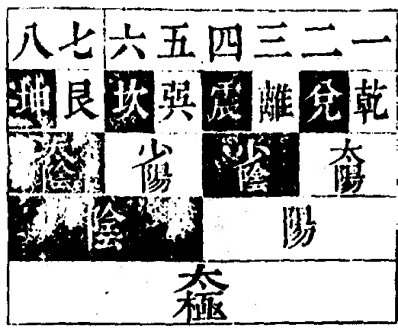 一二三四五六七八
乾兌離震巽坎艮坤
太陽 少陰 少陽 太陰
陽 陰
太極